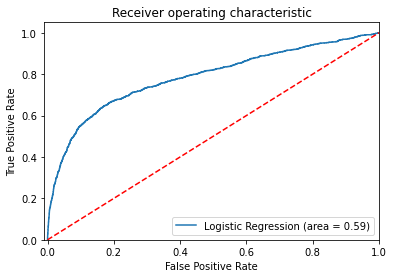 Receiver operating characteristic
True Positive Rate
1.0
0.8
0.6
0.4
0.2
0.0
Logistic Regression (area = 0.59)
0.0 0.2 0.4 0.6 0.8 1.0
False Positive Rate